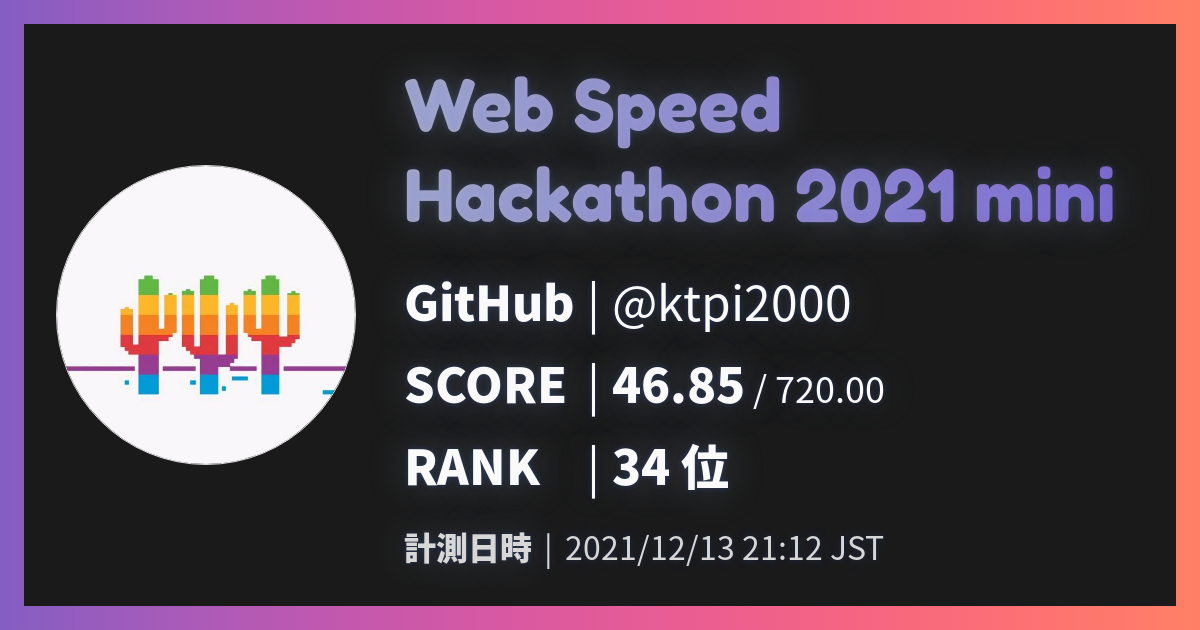 Web Speed
Hackathon 2021 mini
GitHub | @ktpi2000
SCORE | 46.85 / 720.00
RANK | 34 位
計測日時 | 2021/12/13 21:12 JST